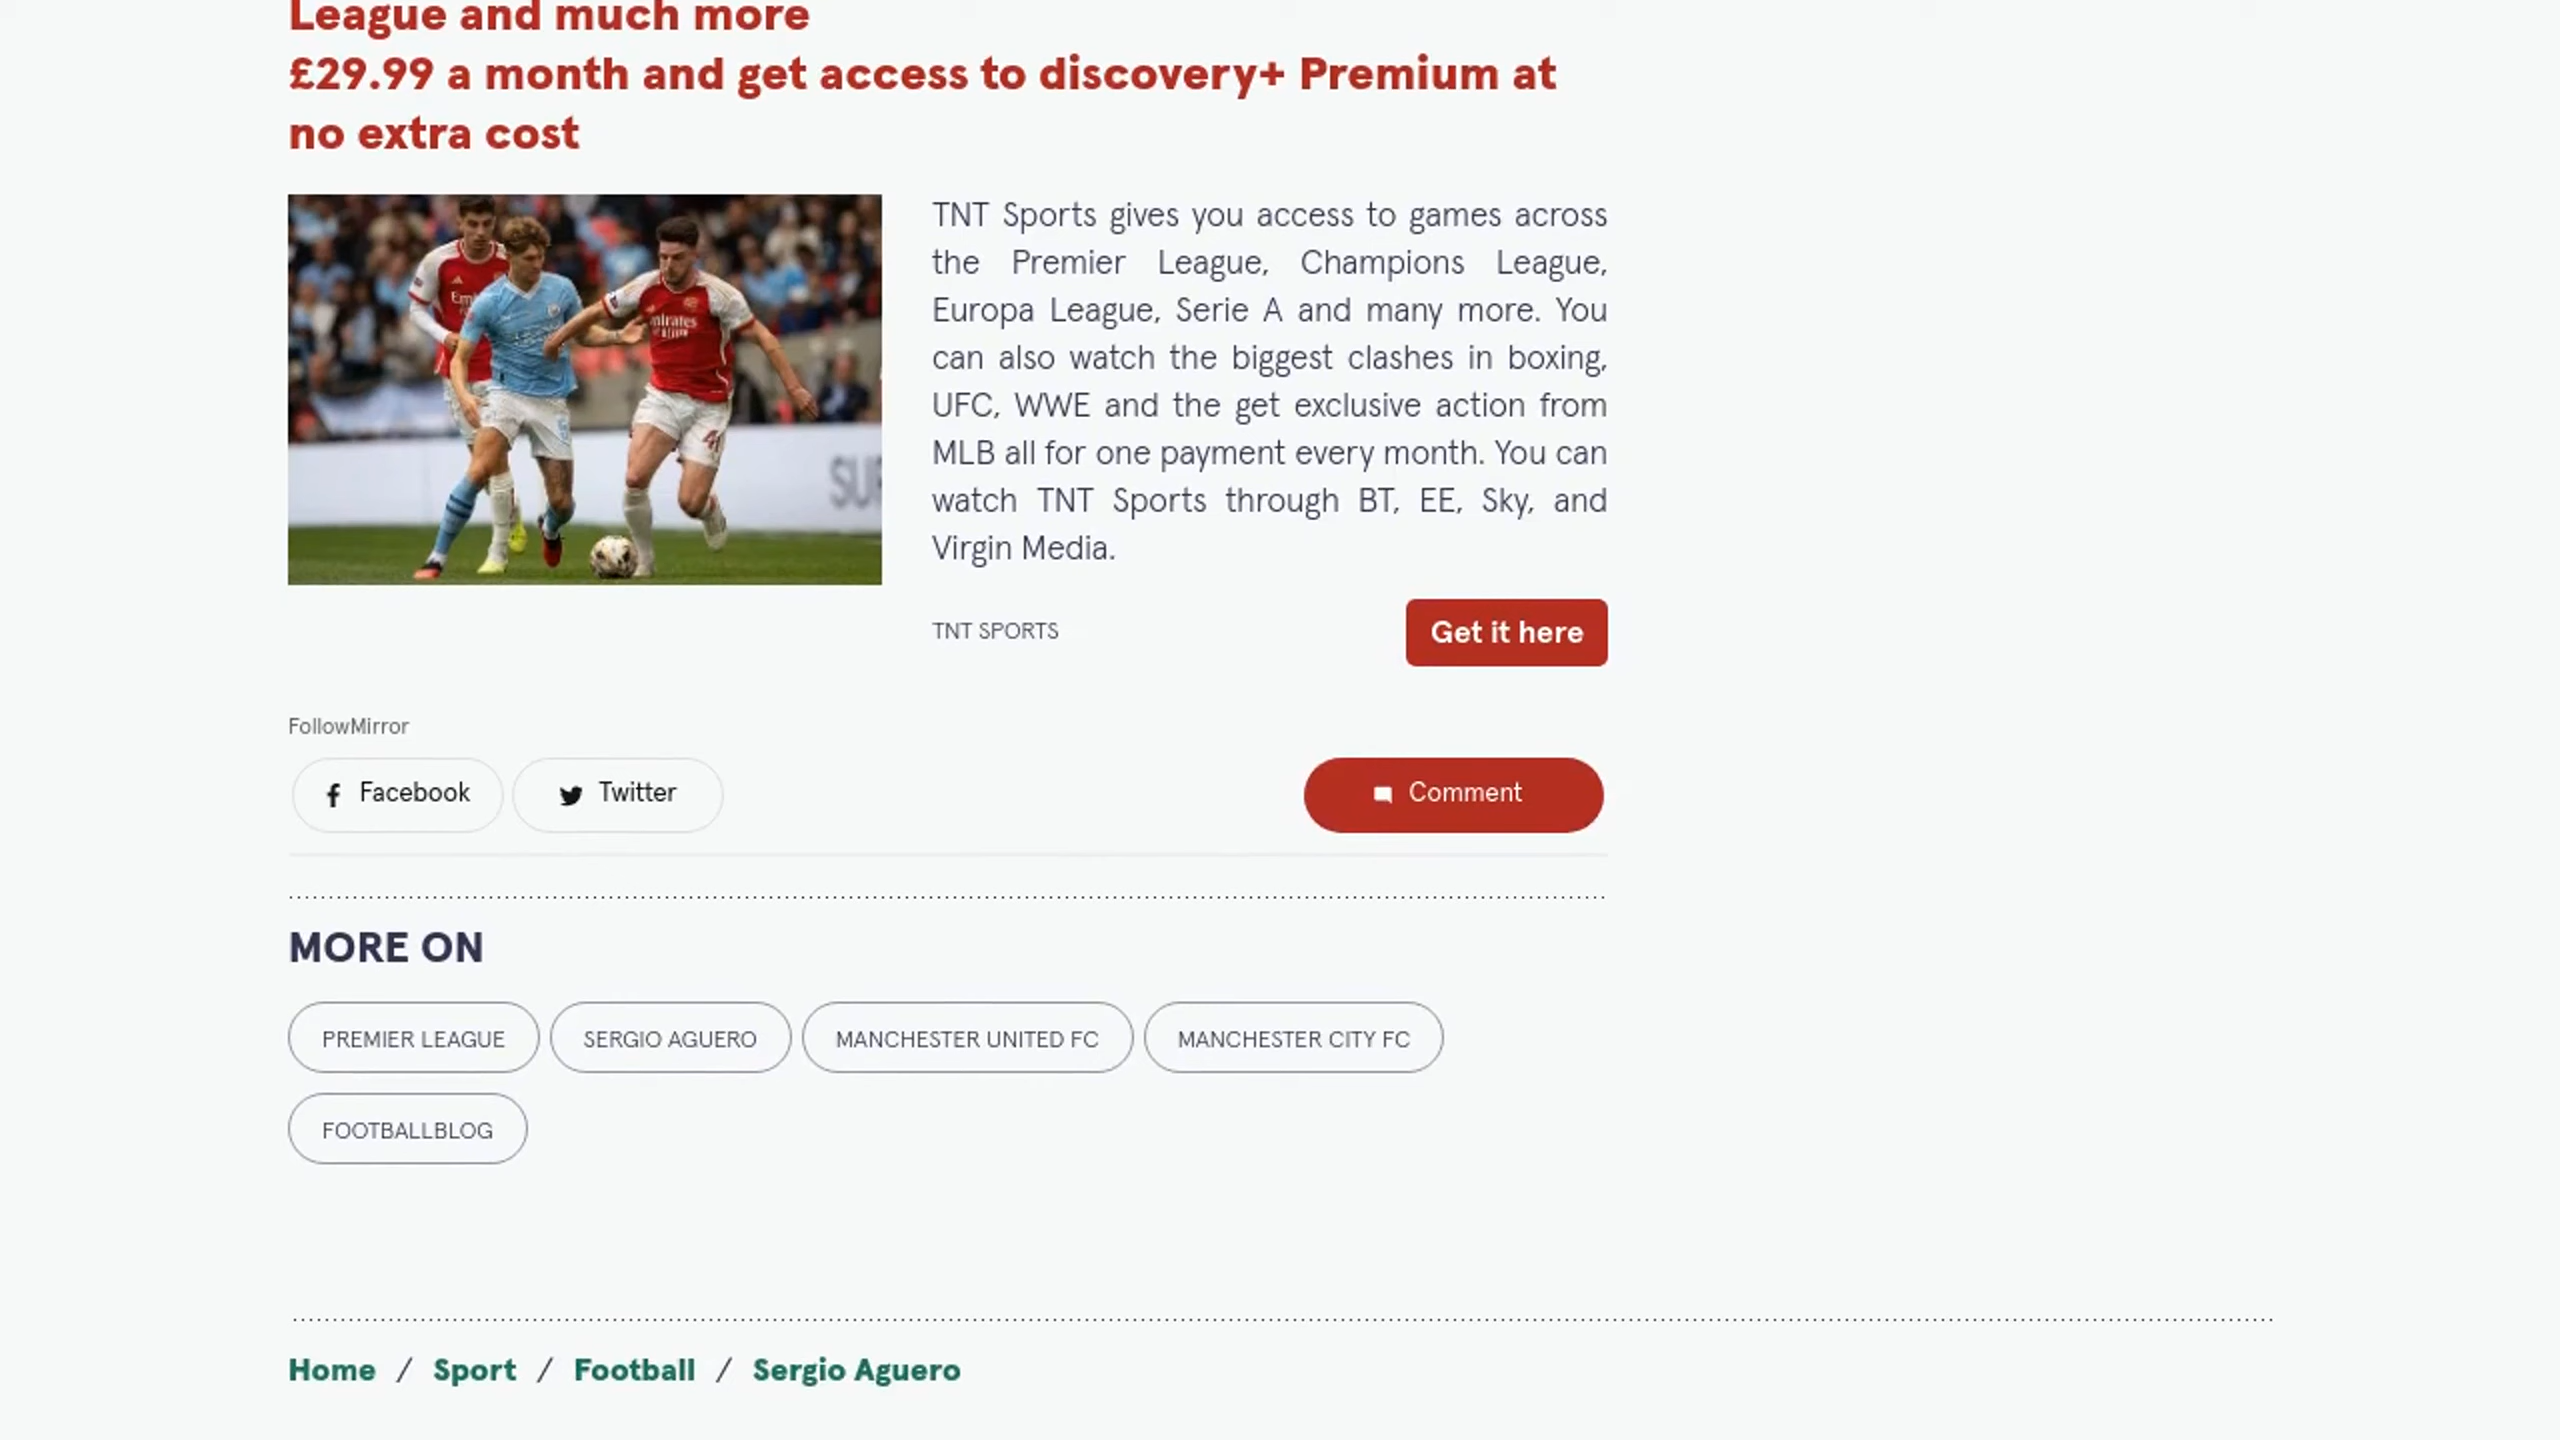 League and much more
£29.99 a month and get access to discovery+ Premium at
no extra cost
TNT Sports gives you access to games across
the Premier League, Champions League,
Europa League, Serie A and many more. You
can also watch the biggest clashes in boxing,
UFC, WWE and the get exclusive action from
MLB all for one payment every month. You can
watch TNT Sports through BT, EE, Sky, and
Virgin Media.
TNT SPORTS
Get it here
FollowMirror
Facebook
Twitter
Comment
MORE ON
PREMIER LEAGUE
SERGIO AGUERO
MANCHESTER UNITED FC
MANCHESTER CITY FC
FOOTBALLBLOG
Home / Sport / Football / Sergio Aguero